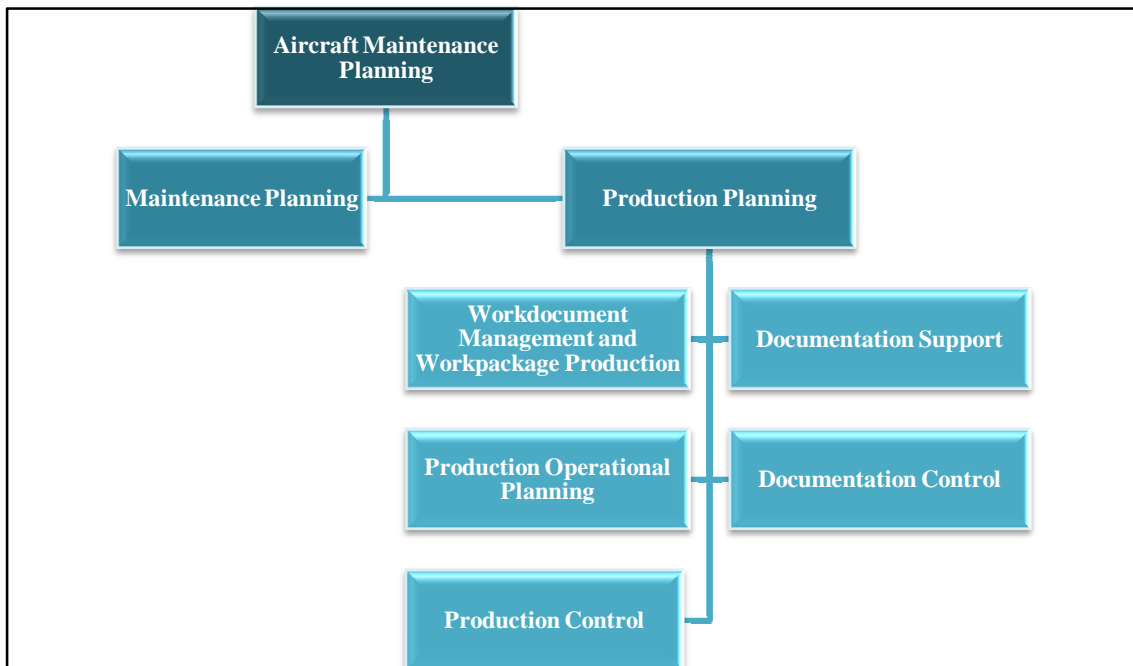 Aircraft Maintenance
Planning
Maintenance Planning
Production Planning
Workdocument
Management and
Workpackage Production
Documentation Support
Production Operational
Planning
Documentation Control
Production Control